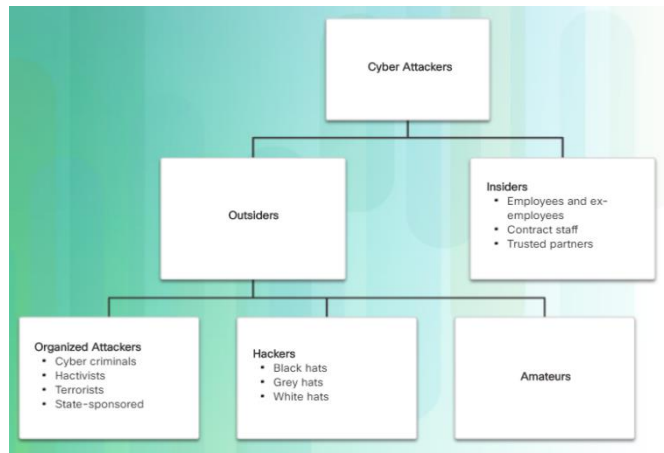 Cyber Attackers
Outsiders
Insiders
• Employees and ex-
employees
• Contract staff
• Trusted partners
Organized Attackers
• Cyber criminals
• Hactivists
• Terrorists
• State-sponsored
Hackers
• Black hats
• Grey hats
• White hats
Amateurs